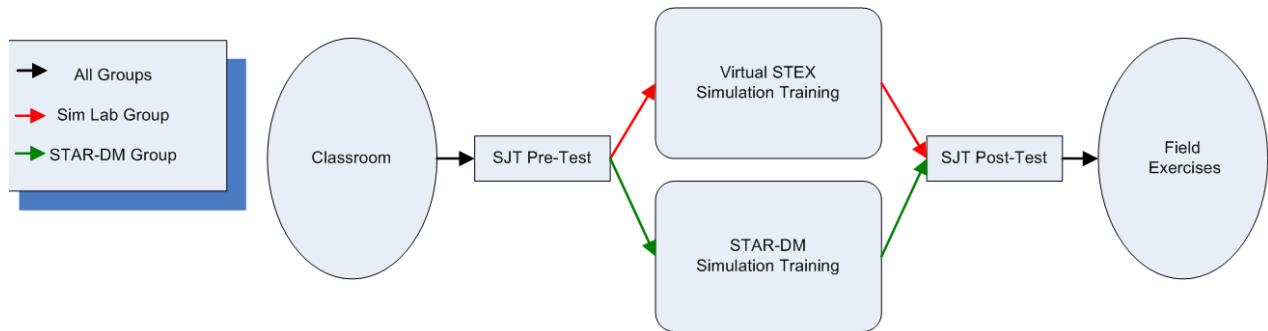 All Groups
Sim Lab Group
STAR-DM Group
Classroom
SJT Pre-Test
Virtual STEX
Simulation Training
STAR-DM
Simulation Training
SJT Post-Test
Field
Exercises